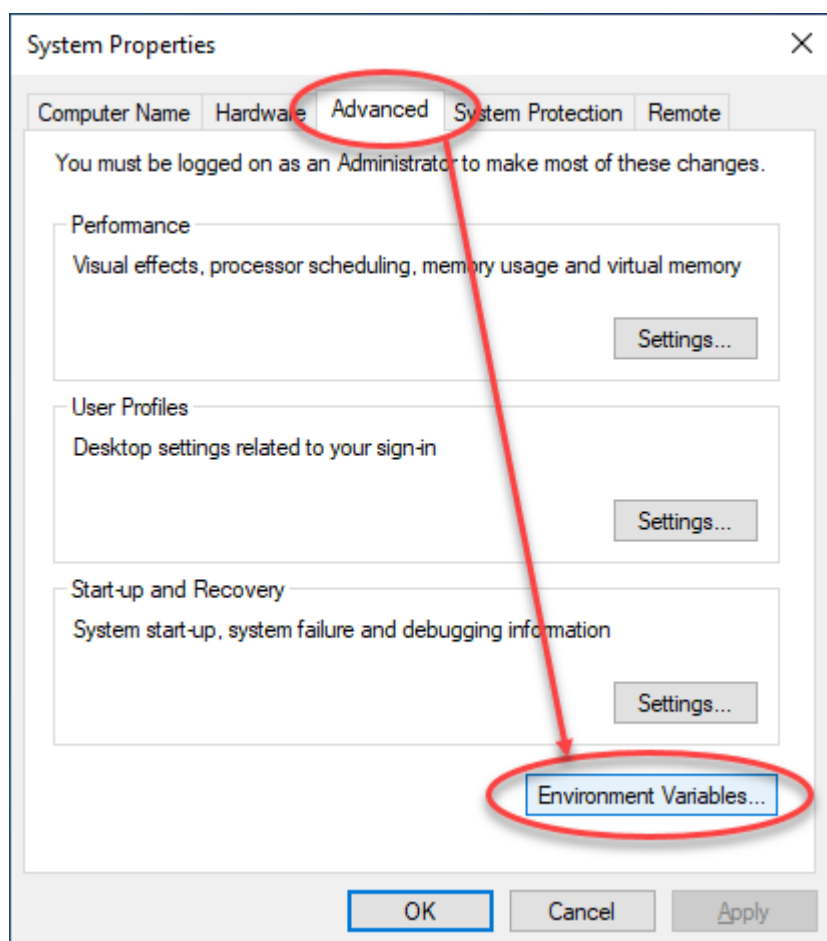 System Properties
Computer Name Hardware Advanced System Protection Remote
You must be logged on as an Administrator to make most of these changes.
Performance
Visual effects, processor scheduling, memory usage and virtual memory
Settings...
User Profiles
Desktop settings related to your sign-in
Settings...
Start-up and Recovery
System start-up, system failure and debugging information
Settings...
Environment Variables...
OK Cancel Apply